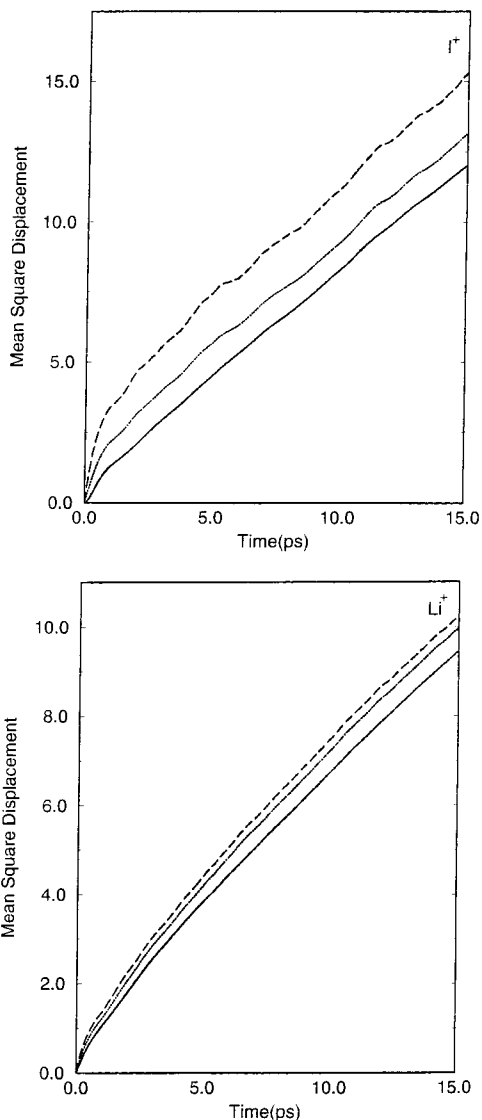 I+
15.0
10.0
5.0
0.0
Mean Square Displacement
0.0 5.0 10.0 15.0
Time(ps)
Li+
10.0
8.0
6.0
4.0
2.0
0.0
Mean Square Displacement
0.0 5.0 10.0 15.0
Time(ps)